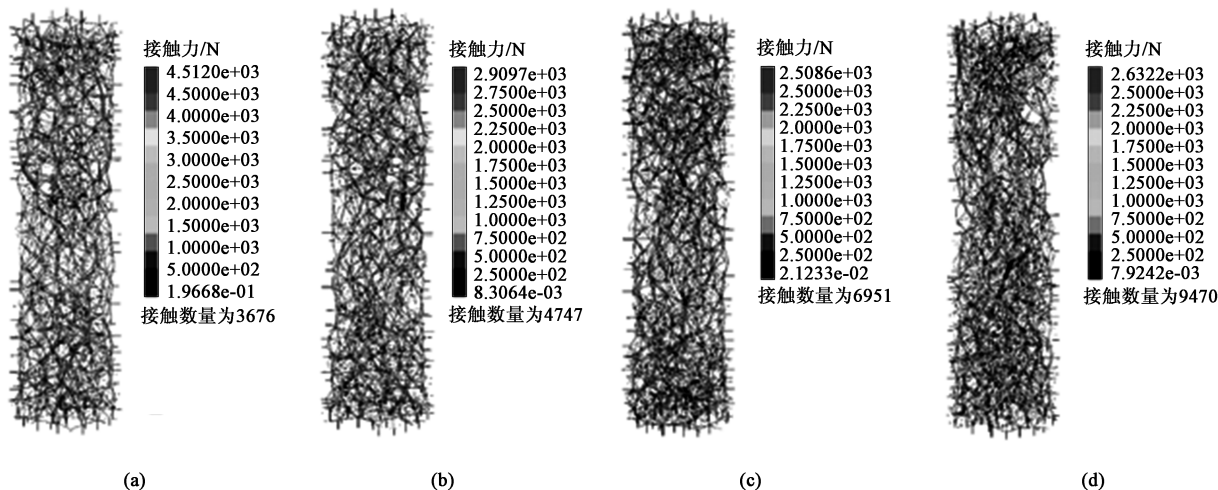 接触力/N
4.5120e+03
4.5000e+03
4.0000e+03
3.5000e+03
3.0000e+03
2.5000e+03
2.0000e+03
1.5000e+03
1.0000e+03
5.0000e+02
1.9668e-01
接触数量为3676
(a)
接触力/N
2.9097e+03
2.7500e+03
2.5000e+03
2.2500e+03
2.0000e+03
1.7500e+03
1.5000e+03
1.2500e+03
1.0000e+03
7.5000e+02
5.0000e+02
2.5000e+02
8.3064e-03
接触数量为4747
(b)
接触力/N
2.5086e+03
2.5000e+03
2.2500e+03
2.0000e+03
1.7500e+03
1.5000e+03
1.2500e+03
1.0000e+03
7.5000e+02
5.0000e+02
2.5000e+02
2.1233e-02
接触数量为6951
(c)
接触力/N
2.6322e+03
2.5000e+03
2.2500e+03
2.0000e+03
1.7500e+03
1.5000e+03
1.2500e+03
1.0000e+03
7.5000e+02
5.0000e+02
2.5000e+02
7.9242e-03
接触数量为9470
(d)